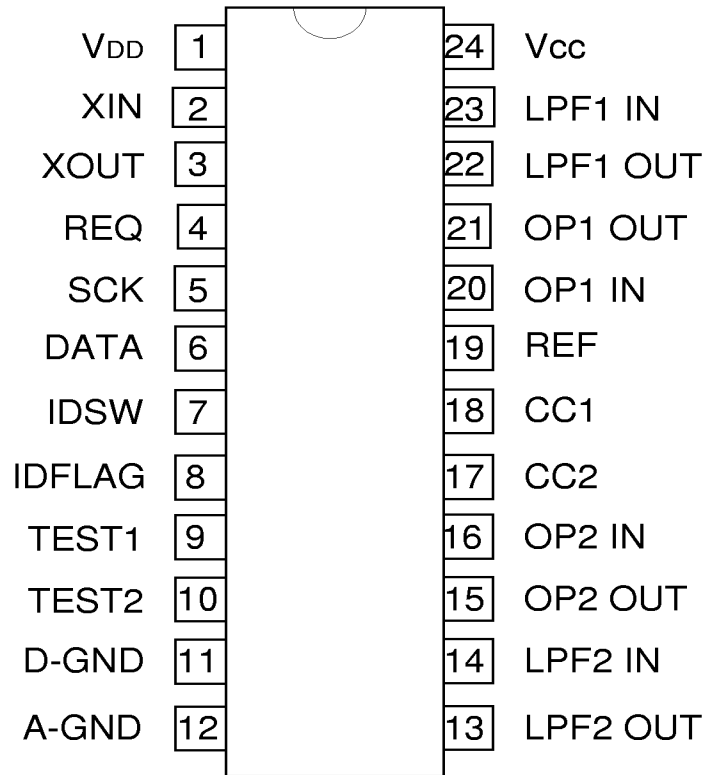 VDD 1 24 Vcc
XIN 2 23 LPF1 IN
XOUT 3 22 LPF1 OUT
REQ 4 21 OP1 OUT
SCK 5 20 OP1 IN
DATA 6 19 REF
IDSW 7 18 CC1
IDFLAG 8 17 CC2
TEST1 9 16 OP2 IN
TEST2 10 15 OP2 OUT
D-GND 11 14 LPF2 IN
A-GND 12 13 LPF2 OUT